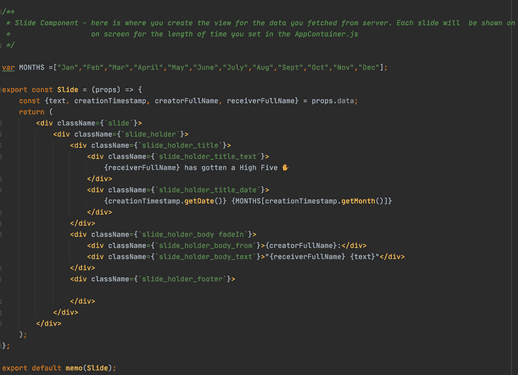 /**
* Slide Component - here is where you create the view for the data you fetched from server. Each slide will  be shown on
*                   on screen for the length of time you set in the AppContainer.js
*/
var MONTHS =["Jan","Feb","Mar","April","May","June","July","Aug","Sept","Oct","Nov","Dec"];
export const Slide = (props) => {
const {text, creationTimestamp, creatorFullName, receiverFullName} = props.data;
return (
<div className={`slide`}>
<div className={`slide_holder`}>
<div className={`slide_holder_title`}>
<div className={`slide_holder_title_text`}>
{receiverFullName} has gotten a High Five ✋
</div>
<div className={`slide_holder_title_date`}>
{creationTimestamp.getDate()} {MONTHS[creationTimestamp.getMonth()]}
</div>
</div>
<div className={`slide_holder_body fadeIn`}>
<div className={`slide_holder_body_from`}>{creatorFullName}:</div>
<div className={`slide_holder_body_text`}>"{receiverFullName} {text}"</div>
</div>
<div className={`slide_holder_footer`}>
</div>
</div>
</div>
);
};
export default memo(Slide);